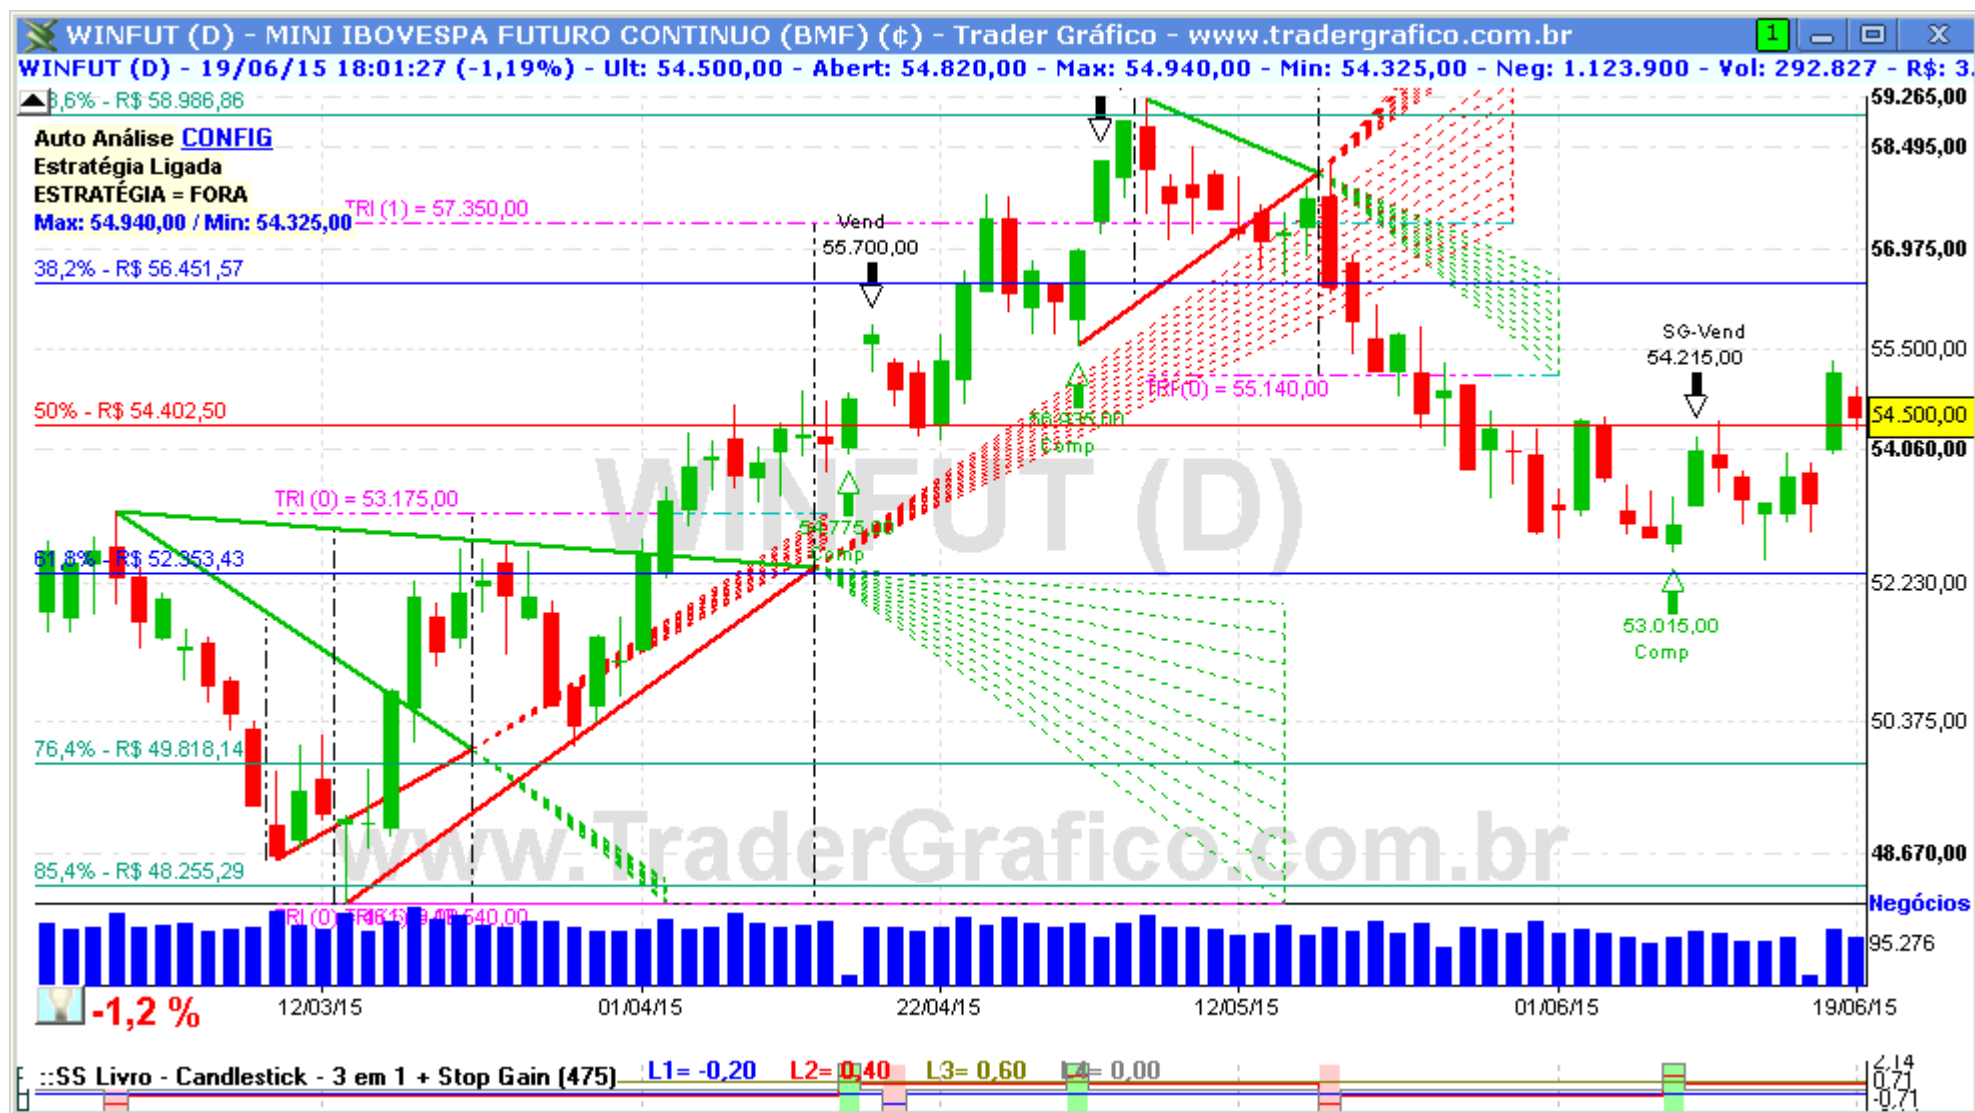 WINFUT (D) - MINI IBOVESPA FUTURO CONTINUO (BMF) (¢) - Trader Gráfico - www.tradergrafico.com.br
1
WINFUT (D) - 19/06/15 18:01:27 (-1,19%) - Ult: 54.500,00 - Abert: 54.820,00 - Max: 54.940,00 - Min: 54.325,00 - Neg: 1.123.900 - Vol: 292.827 - R$: 3.
3,6% - R$ 58.986,86
59.265,00
Auto Análise CONFIG
58.495,00
Estratégia Ligada
ESTRATÉGIA = FORA
TRI (1) = 57.350,00
Max: 54.940,00 / Min: 54.325,00
Vend
55.700,00
56.975,00
38,2% - R$ 56.451,57
SG-Vend
54.215,00
55.500,00
TRI (0) = 55.140,00
50% - R$ 54.402,50
54.500,00
Comp
54.060,00
WINFUT (D)
TRI (0) = 53.175,00
Comp
61,8% - R$ 52.353,43
52.230,00
53.015,00
Comp
50.375,00
76,4% - R$ 49.818,14
www.TraderGrafico.com.br
48.670,00
85,4% - R$ 48.255,29
Negócios
95.276
-1,2 %
12/03/15
01/04/15
22/04/15
12/05/15
01/06/15
19/06/15
::SS Livro - Candlestick - 3 em 1 + Stop Gain (475)
L1= -0,20
L2= 0,40
L3= 0,60
L4= 0,00
2,14
0,71
-0,71